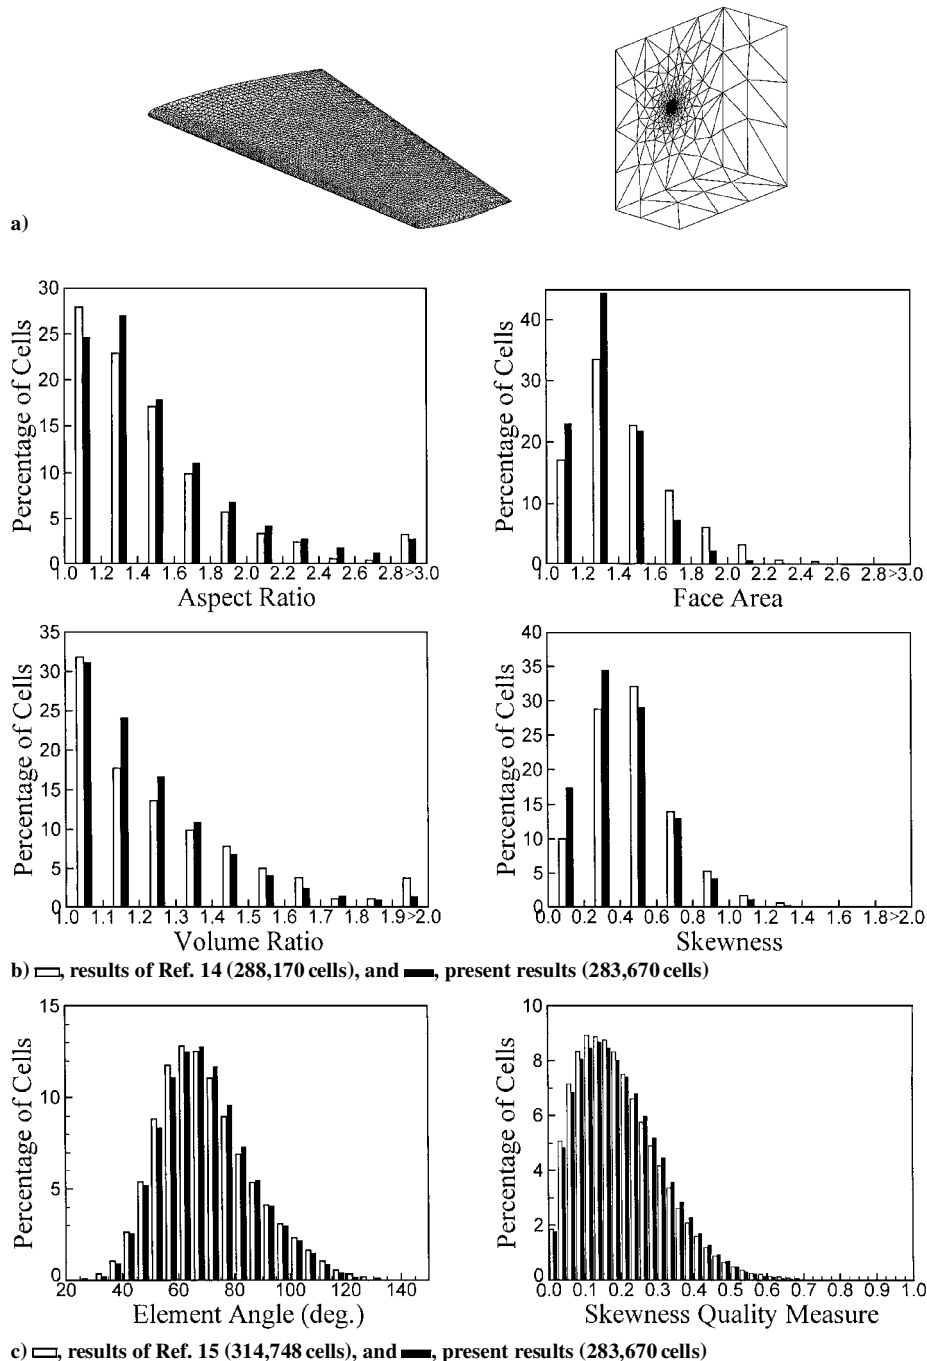 a)
Percentage of Cells
30
25
20
15
10
5
0
1.0 1.2 1.4 1.6 1.8 2.0 2.2 2.4 2.6 2.8 >3.0
Aspect Ratio
Percentage of Cells
40
30
20
10
0
1.0 1.2 1.4 1.6 1.8 2.0 2.2 2.4 2.6 2.8 >3.0
Face Area
Percentage of Cells
35
30
25
20
15
10
5
0
1.0 1.1 1.2 1.3 1.4 1.5 1.6 1.7 1.8 1.9 >2.0
Volume Ratio
Percentage of Cells
40
35
30
25
20
15
10
5
0
0.0 0.2 0.4 0.6 0.8 1.0 1.2 1.4 1.6 1.8 >2.0
Skewness
b) , results of Ref. 14 (288,170 cells), and , present results (283,670 cells)
Percentage of Cells
15
10
5
0
20 40 60 80 100 120 140
Element Angle (deg.)
Percentage of Cells
10
8
6
4
2
0
0.0 0.1 0.2 0.3 0.4 0.5 0.6 0.7 0.8 0.9 1.0
Skewness Quality Measure
c) , results of Ref. 15 (314,748 cells), and , present results (283,670 cells)